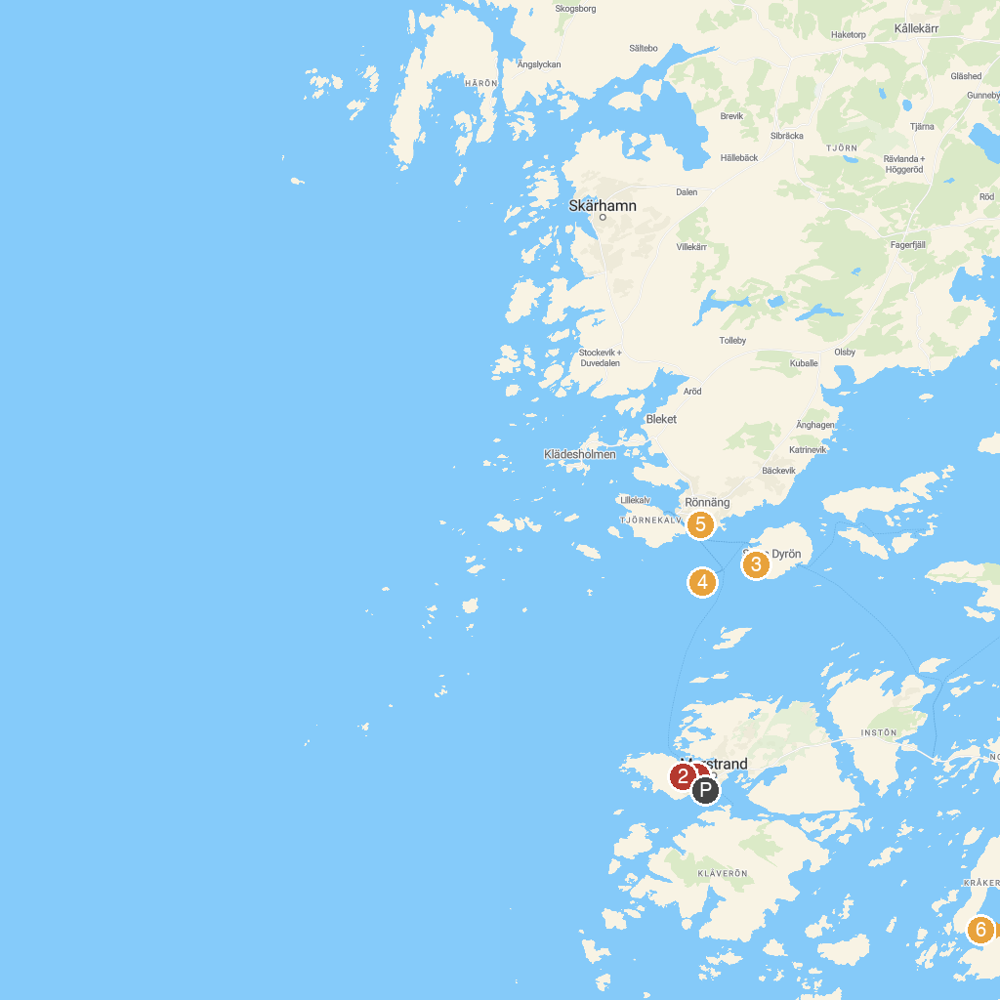 Skogsborg
Kållekärr
Haketorp
Sältebo
Ängslyckan
Gläshed
HÄRÖN
Gunneby
Brevik
Tjärna
Sibräcka
TJÖRN
Hällebäck
Rävlanda +
Höggeröd
Dalen
Röd
Skärhamn
Villekärr
Fagerfjäll
Tolleby
Stockevik +
Duvedalen
Olsby
Kuballe
Aröd
Bleket
Änghagen
Klädesholmen
Katrinevik
Bäckevik
Lillekalv
Rönnäng
TJÖRNEKALV
5
Dyrön
3
4
INSTÖN
Marstrand
2
P
KLÄVERÖN
KRÅKER
6